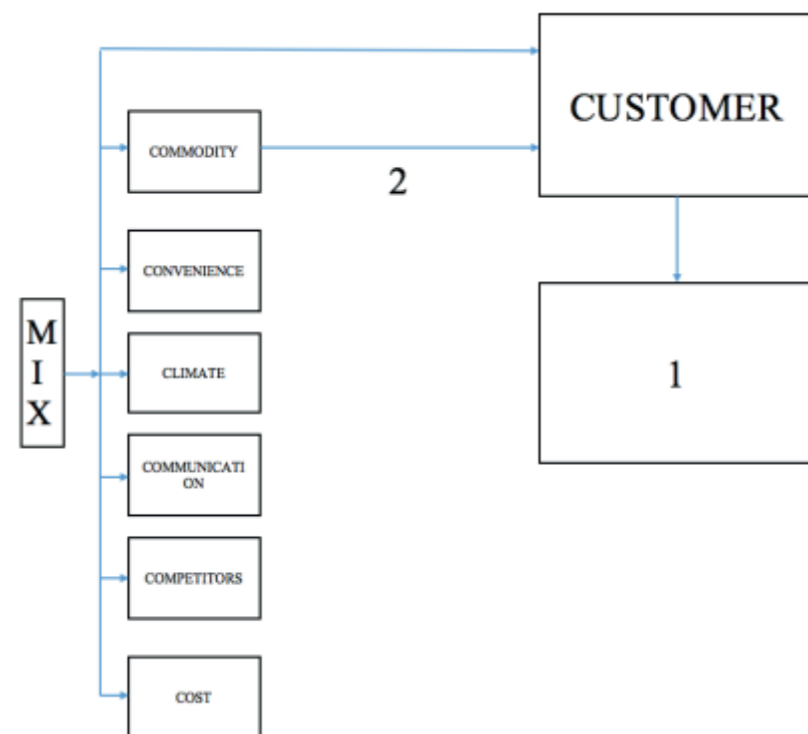 CUSTOMER
COMMODITY
2
CONVENIENCE
M
I
X
CLIMATE
1
COMMUNICATI
ON
COMPETITORS
COST